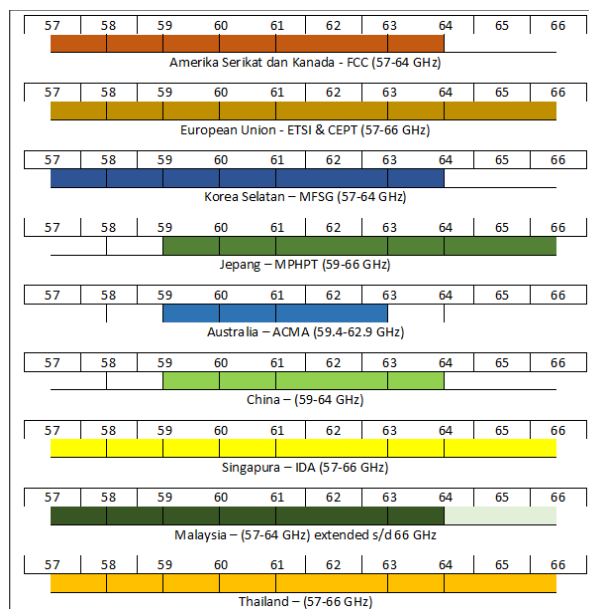 57 58 59 60 61 62 63 64 65 66
Amerika Serikat dan Kanada - FCC (57-64 GHz)
57 58 59 60 61 62 63 64 65 66
European Union - ETSI & CEPT (57-66 GHz)
57 58 59 60 61 62 63 64 65 66
Korea Selatan – MFSG (57-64 GHz)
57 58 59 60 61 62 63 64 65 66
Jepang – MPHPT (59-66 GHz)
57 58 59 60 61 62 63 64 65 66
Australia – ACMA (59.4-62.9 GHz)
57 58 59 60 61 62 63 64 65 66
China – (59-64 GHz)
57 58 59 60 61 62 63 64 65 66
Singapura – IDA (57-66 GHz)
57 58 59 60 61 62 63 64 65 66
Malaysia – (57-64 GHz) extended s/d 66 GHz
57 58 59 60 61 62 63 64 65 66
Thailand – (57-66 GHz)